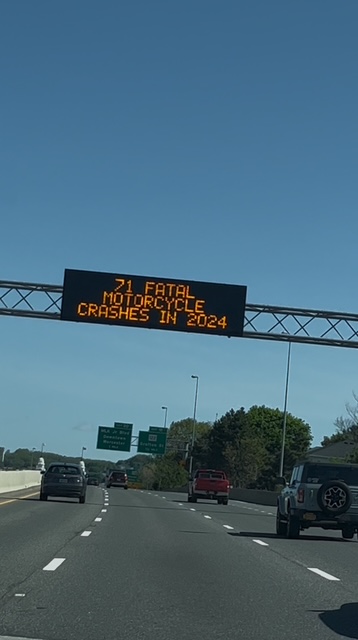 71 FATAL
MOTORCYCLE
CRASHES IN 2024